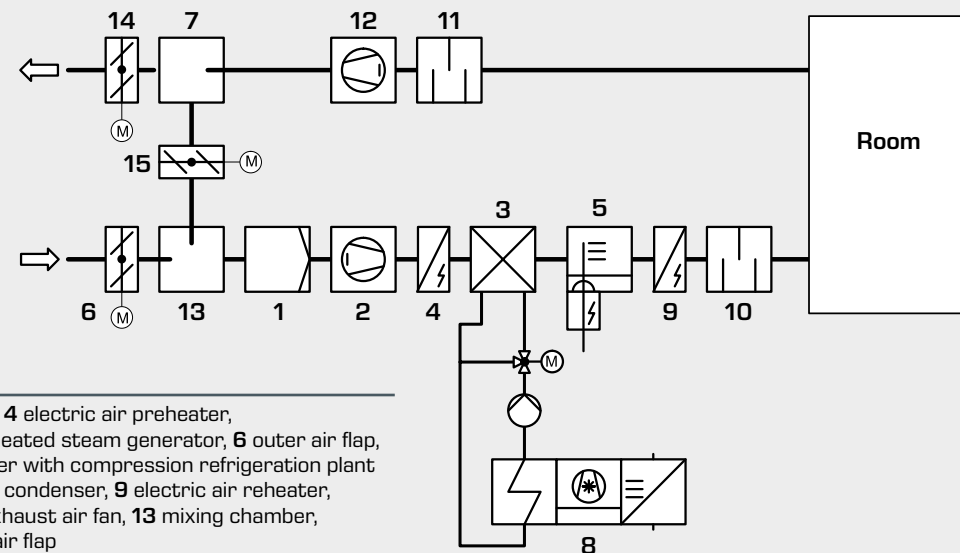 14 7 12 11
M
Room
15 M
3 5
6 M 13 1 2 4 9 10
M
4 electric air preheater,
eated steam generator, 6 outer air flap,
er with compression refrigeration plant
condenser, 9 electric air reheater,
xhaust air fan, 13 mixing chamber,
air flap
8